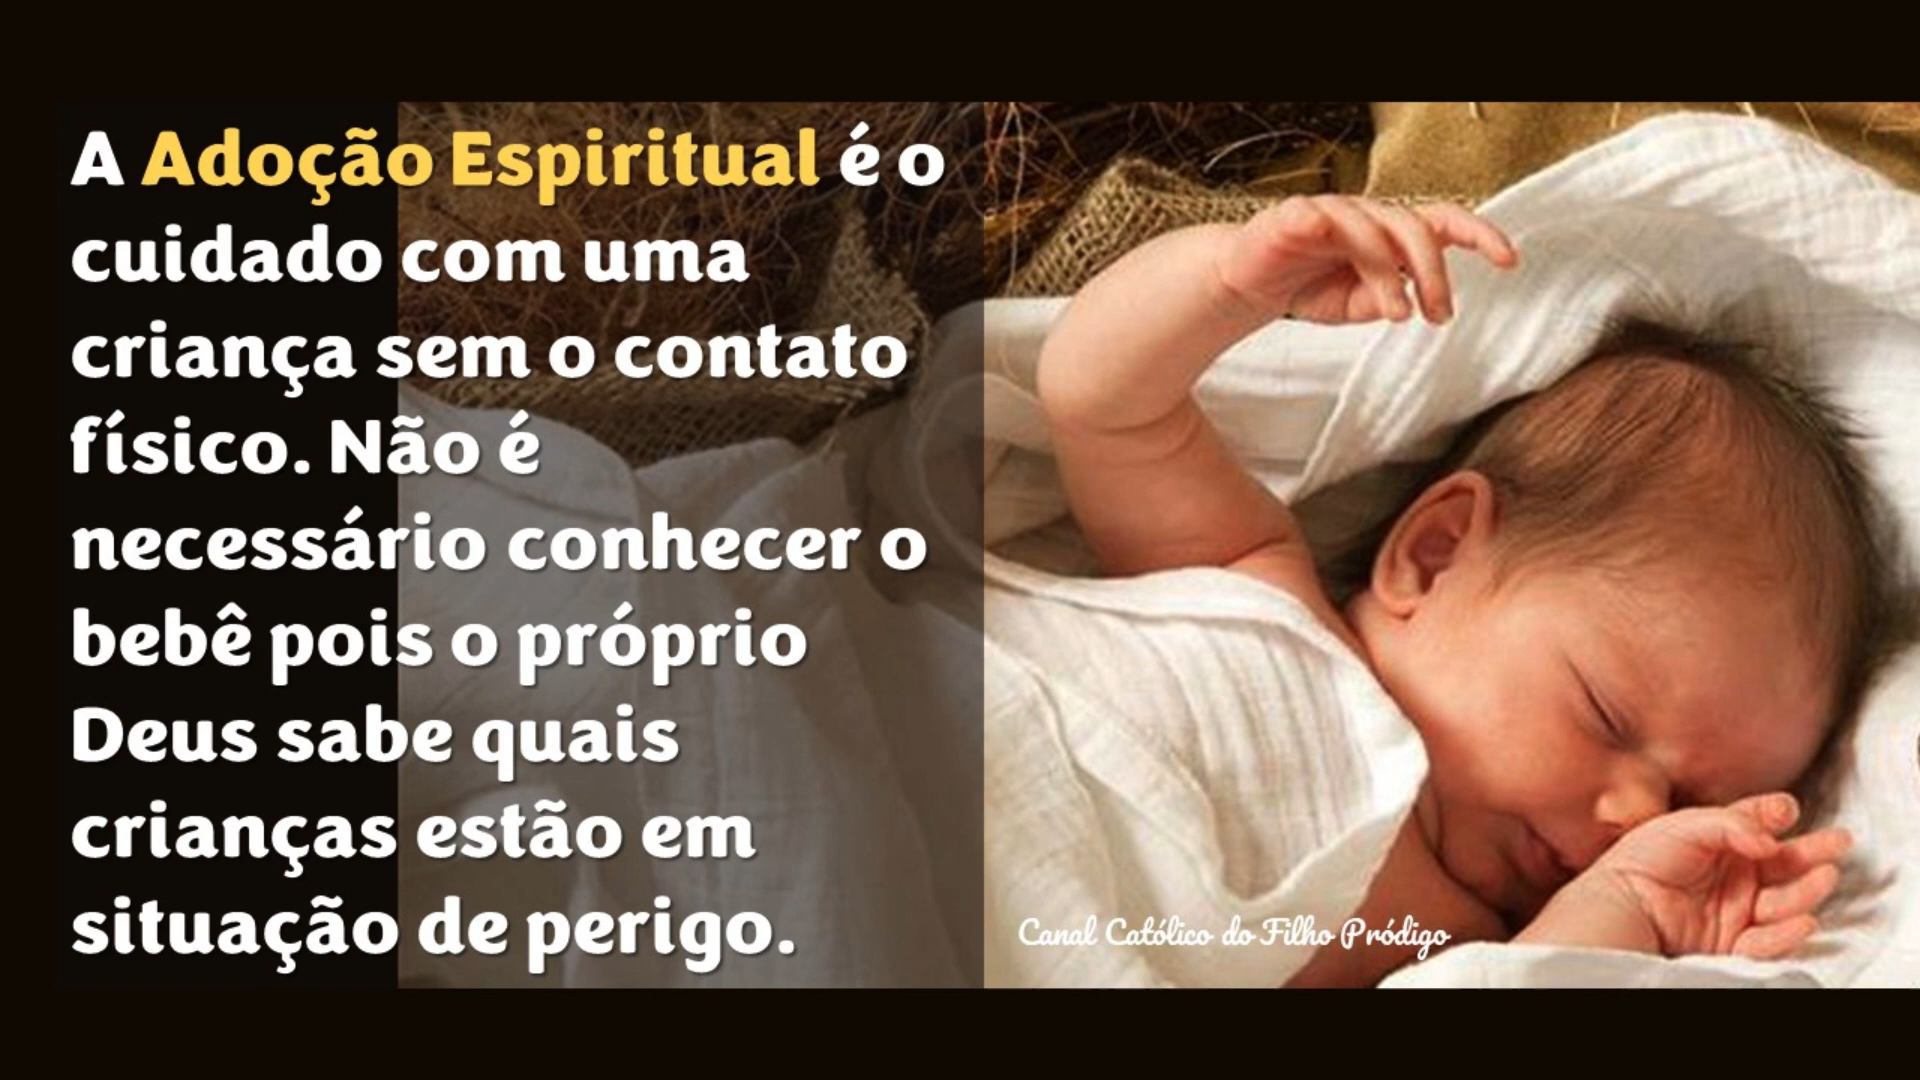 A Adoção Espiritual é o
cuidado com uma
criança sem o contato
físico. Não é
necessário conhecer o
bebê pois o próprio
Deus sabe quais
crianças estão em
situação de perigo.
Canal Católico do Filho Pródigo